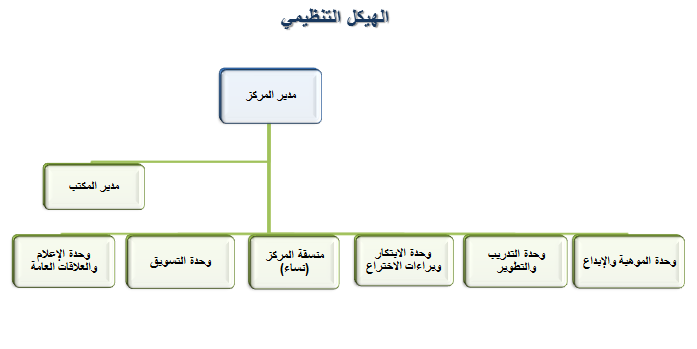 الهيكل التنظيمي
مدير المركز
مدير المكتب
وحدة الموهبة والإبداع
وحدة التدريب
والتطوير
وحدة الابتكار
وبراءات الاختراع
منسقة المركز
(نساء)
وحدة التسويق
وحدة الإعلام
والعلاقات العامة